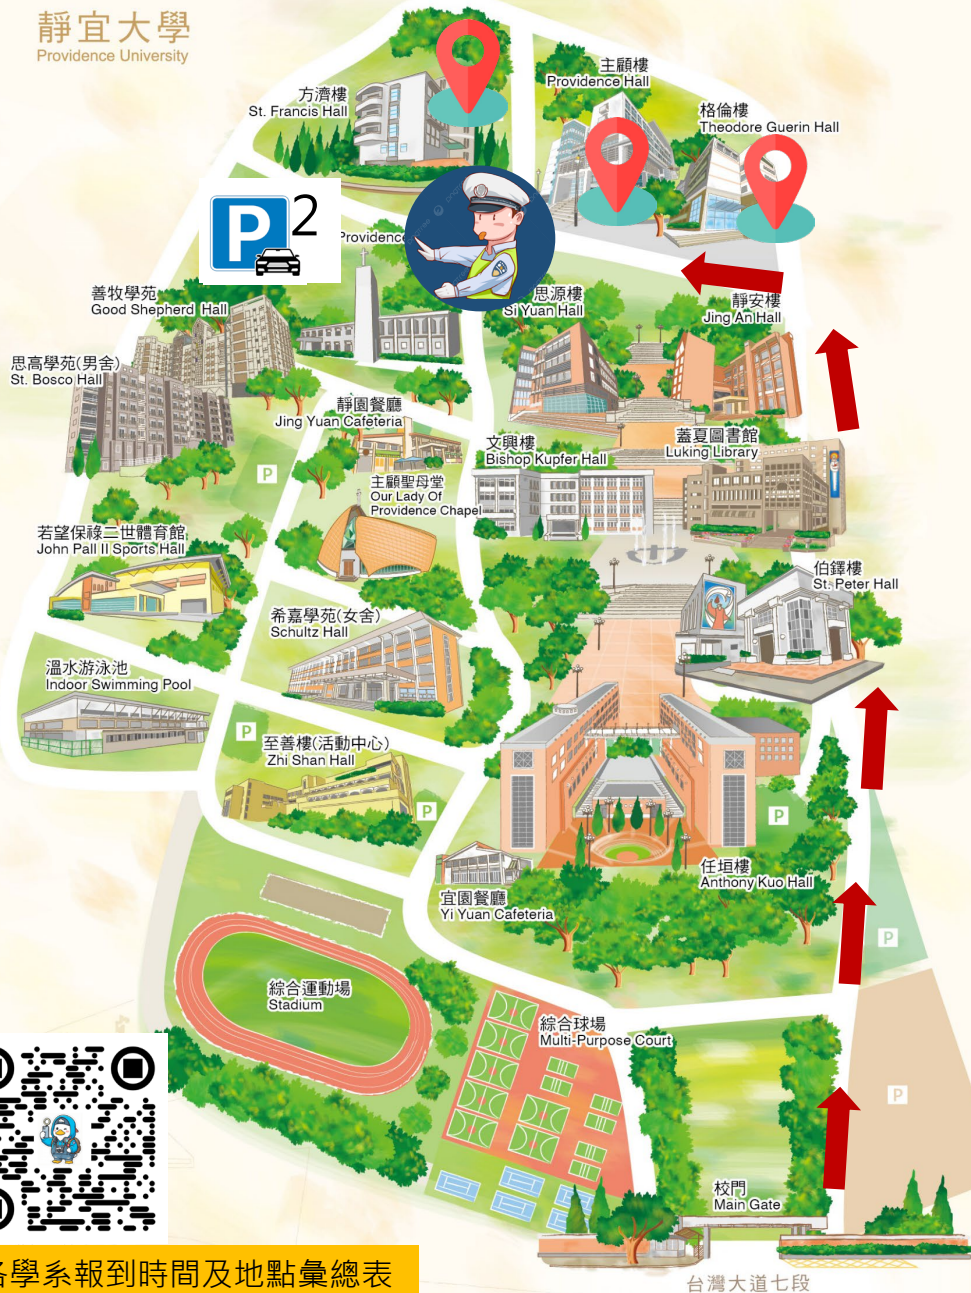 靜宜大學
Providence University
主顧樓
Providence Hall
方濟樓
St. Francis Hall
格倫樓
Theodore Guerin Hall
P 2
Providence
善牧學苑
Good Shepherd Hall
思源樓
Si Yuan Hall
靜安樓
Jing An Hall
思高學苑(男舍)
St. Bosco Hall
靜園餐廳
Jing Yuan Cafeteria
文興樓
Bishop Kupfer Hall
蓋夏圖書館
Luking Library
P
主顧聖母堂
Our Lady Of
Providence Chapel
若望保祿二世體育館
John Pall II Sports Hall
伯鐸樓
St. Peter Hall
希嘉學苑(女舍)
Schultz Hall
溫水游泳池
Indoor Swimming Pool
P
至善樓(活動中心)
Zhi Shan Hall
P
P
任垣樓
Anthony Kuo Hall
宜園餐廳
Yi Yuan Cafeteria
P
綜合運動場
Stadium
綜合球場
Multi-Purpose Court
P
校門
Main Gate
各學系報到時間及地點彙總表
台灣大道七段